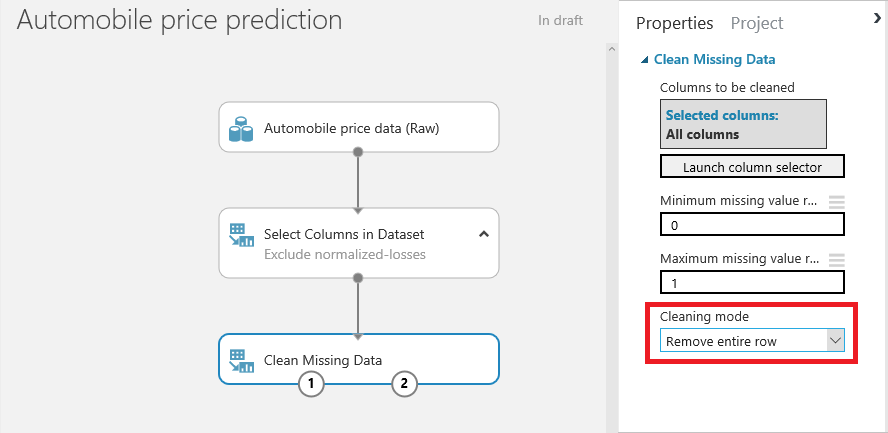 Automobile price prediction
In draft
Automobile price data (Raw)
Select Columns in Dataset
Exclude normalized-losses
Clean Missing Data
1
2
Properties
Project
Clean Missing Data
Columns to be cleaned
Selected columns:
All columns
Launch column selector
Minimum missing value r...
0
Maximum missing value r...
1
Cleaning mode
Remove entire row